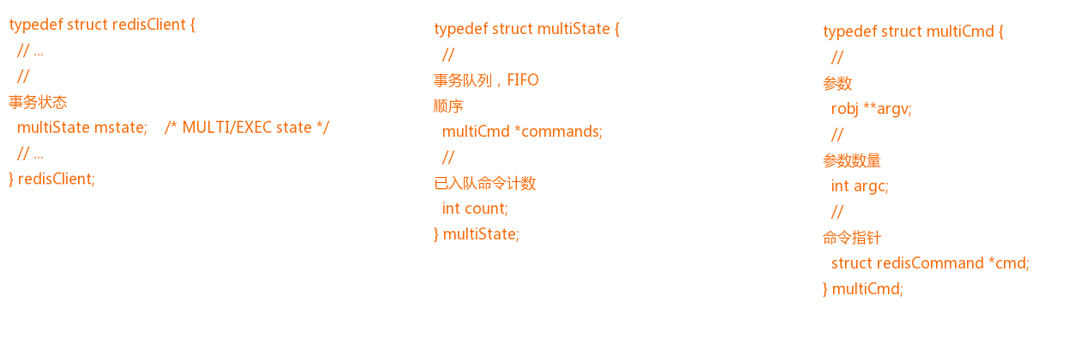 typedef struct redisClient {
// ...
//
事务状态
multiState mstate; /* MULTI/EXEC state */
// ...
} redisClient;
typedef struct multiState {
//
事务队列，FIFO
顺序
multiCmd *commands;
//
已入队命令计数
int count;
} multiState;
typedef struct multiCmd {
//
参数
robj **argv;
//
参数数量
int argc;
//
命令指针
struct redisCommand *cmd;
} multiCmd;